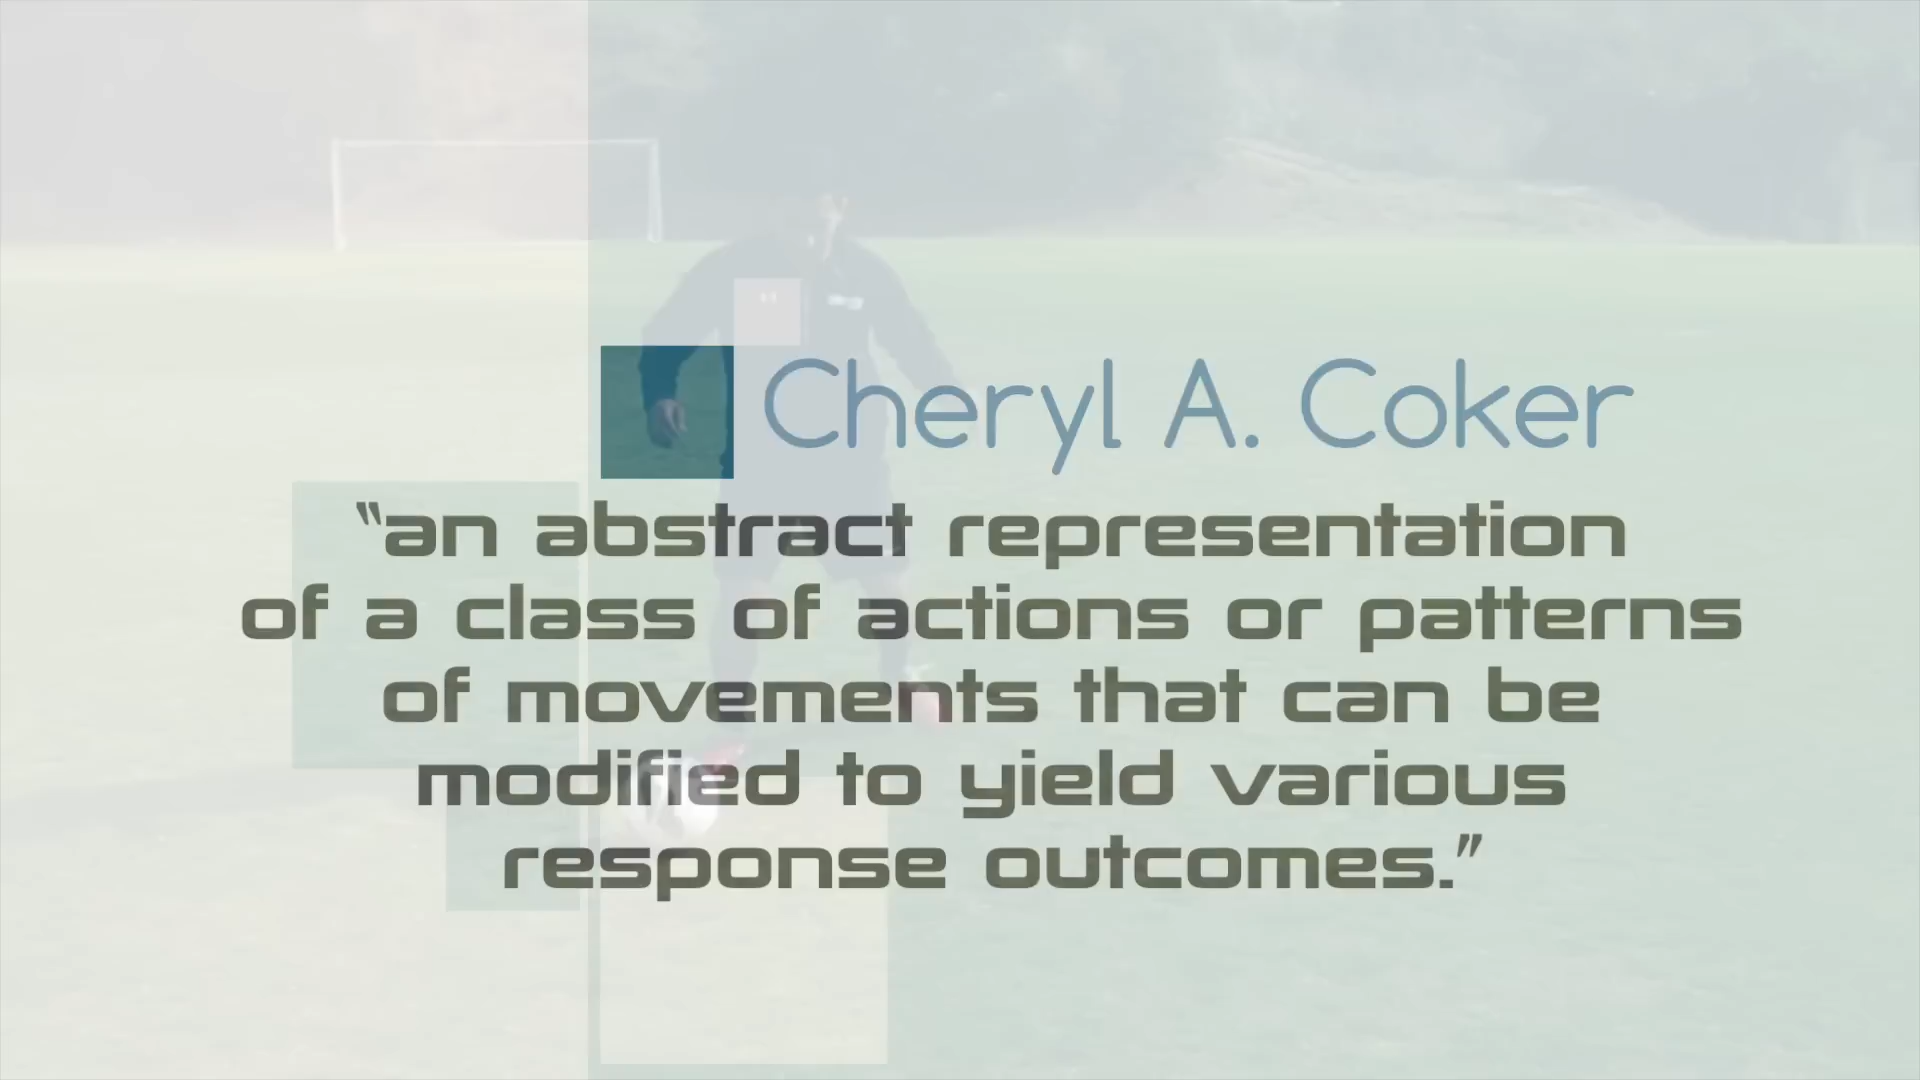 Cheryl A. Coker
“an abstract representation
of a class of actions or patterns
of movements that can be
modified to yield various
response outcomes.”